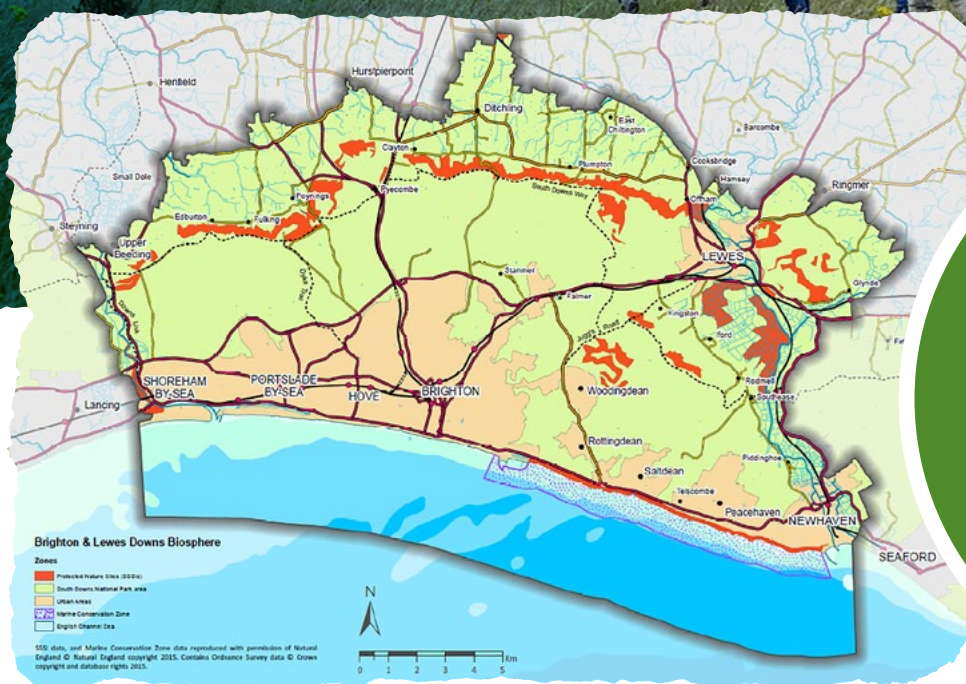 Hurstpierpoint
Henfield
Ditchling
East
Chiltington
Barcombe
Clayton
Cooksbridge
Plumpton
Small Dole
Hamsey
Ringmer
Pyecombe
South Downs Way
Poynings
Offham
Edburton
Fulking
Steyning
Upper
Beeding
LEWES
Stanmer
Glynde
Dyke Trail
Falmer
Kingston
Juggs Road
Iford
SHOREHAM
BY-SEA
PORTSLADE
BY-SEA
HOVE
BRIGHTON
Rodmell
Woodingdean
Southease
Lancing
Rottingdean
Piddinghoe
Saltdean
Telscombe
Peacehaven
NEWHAVEN
SEAFORD
Brighton & Lewes Downs Biosphere
Zones
Protected Nature Sites (SSSIs)
South Downs National Park area
Urban Areas
Marine Conservation Zone
English Channel Sea
N
SSSI data, and Marine Conservation Zone data reproduced with permission of Natural
England © Natural England copyright 2015. Contains Ordnance Survey data © Crown
copyright and database rights 2015.
0 1 2 3 4 5 Km